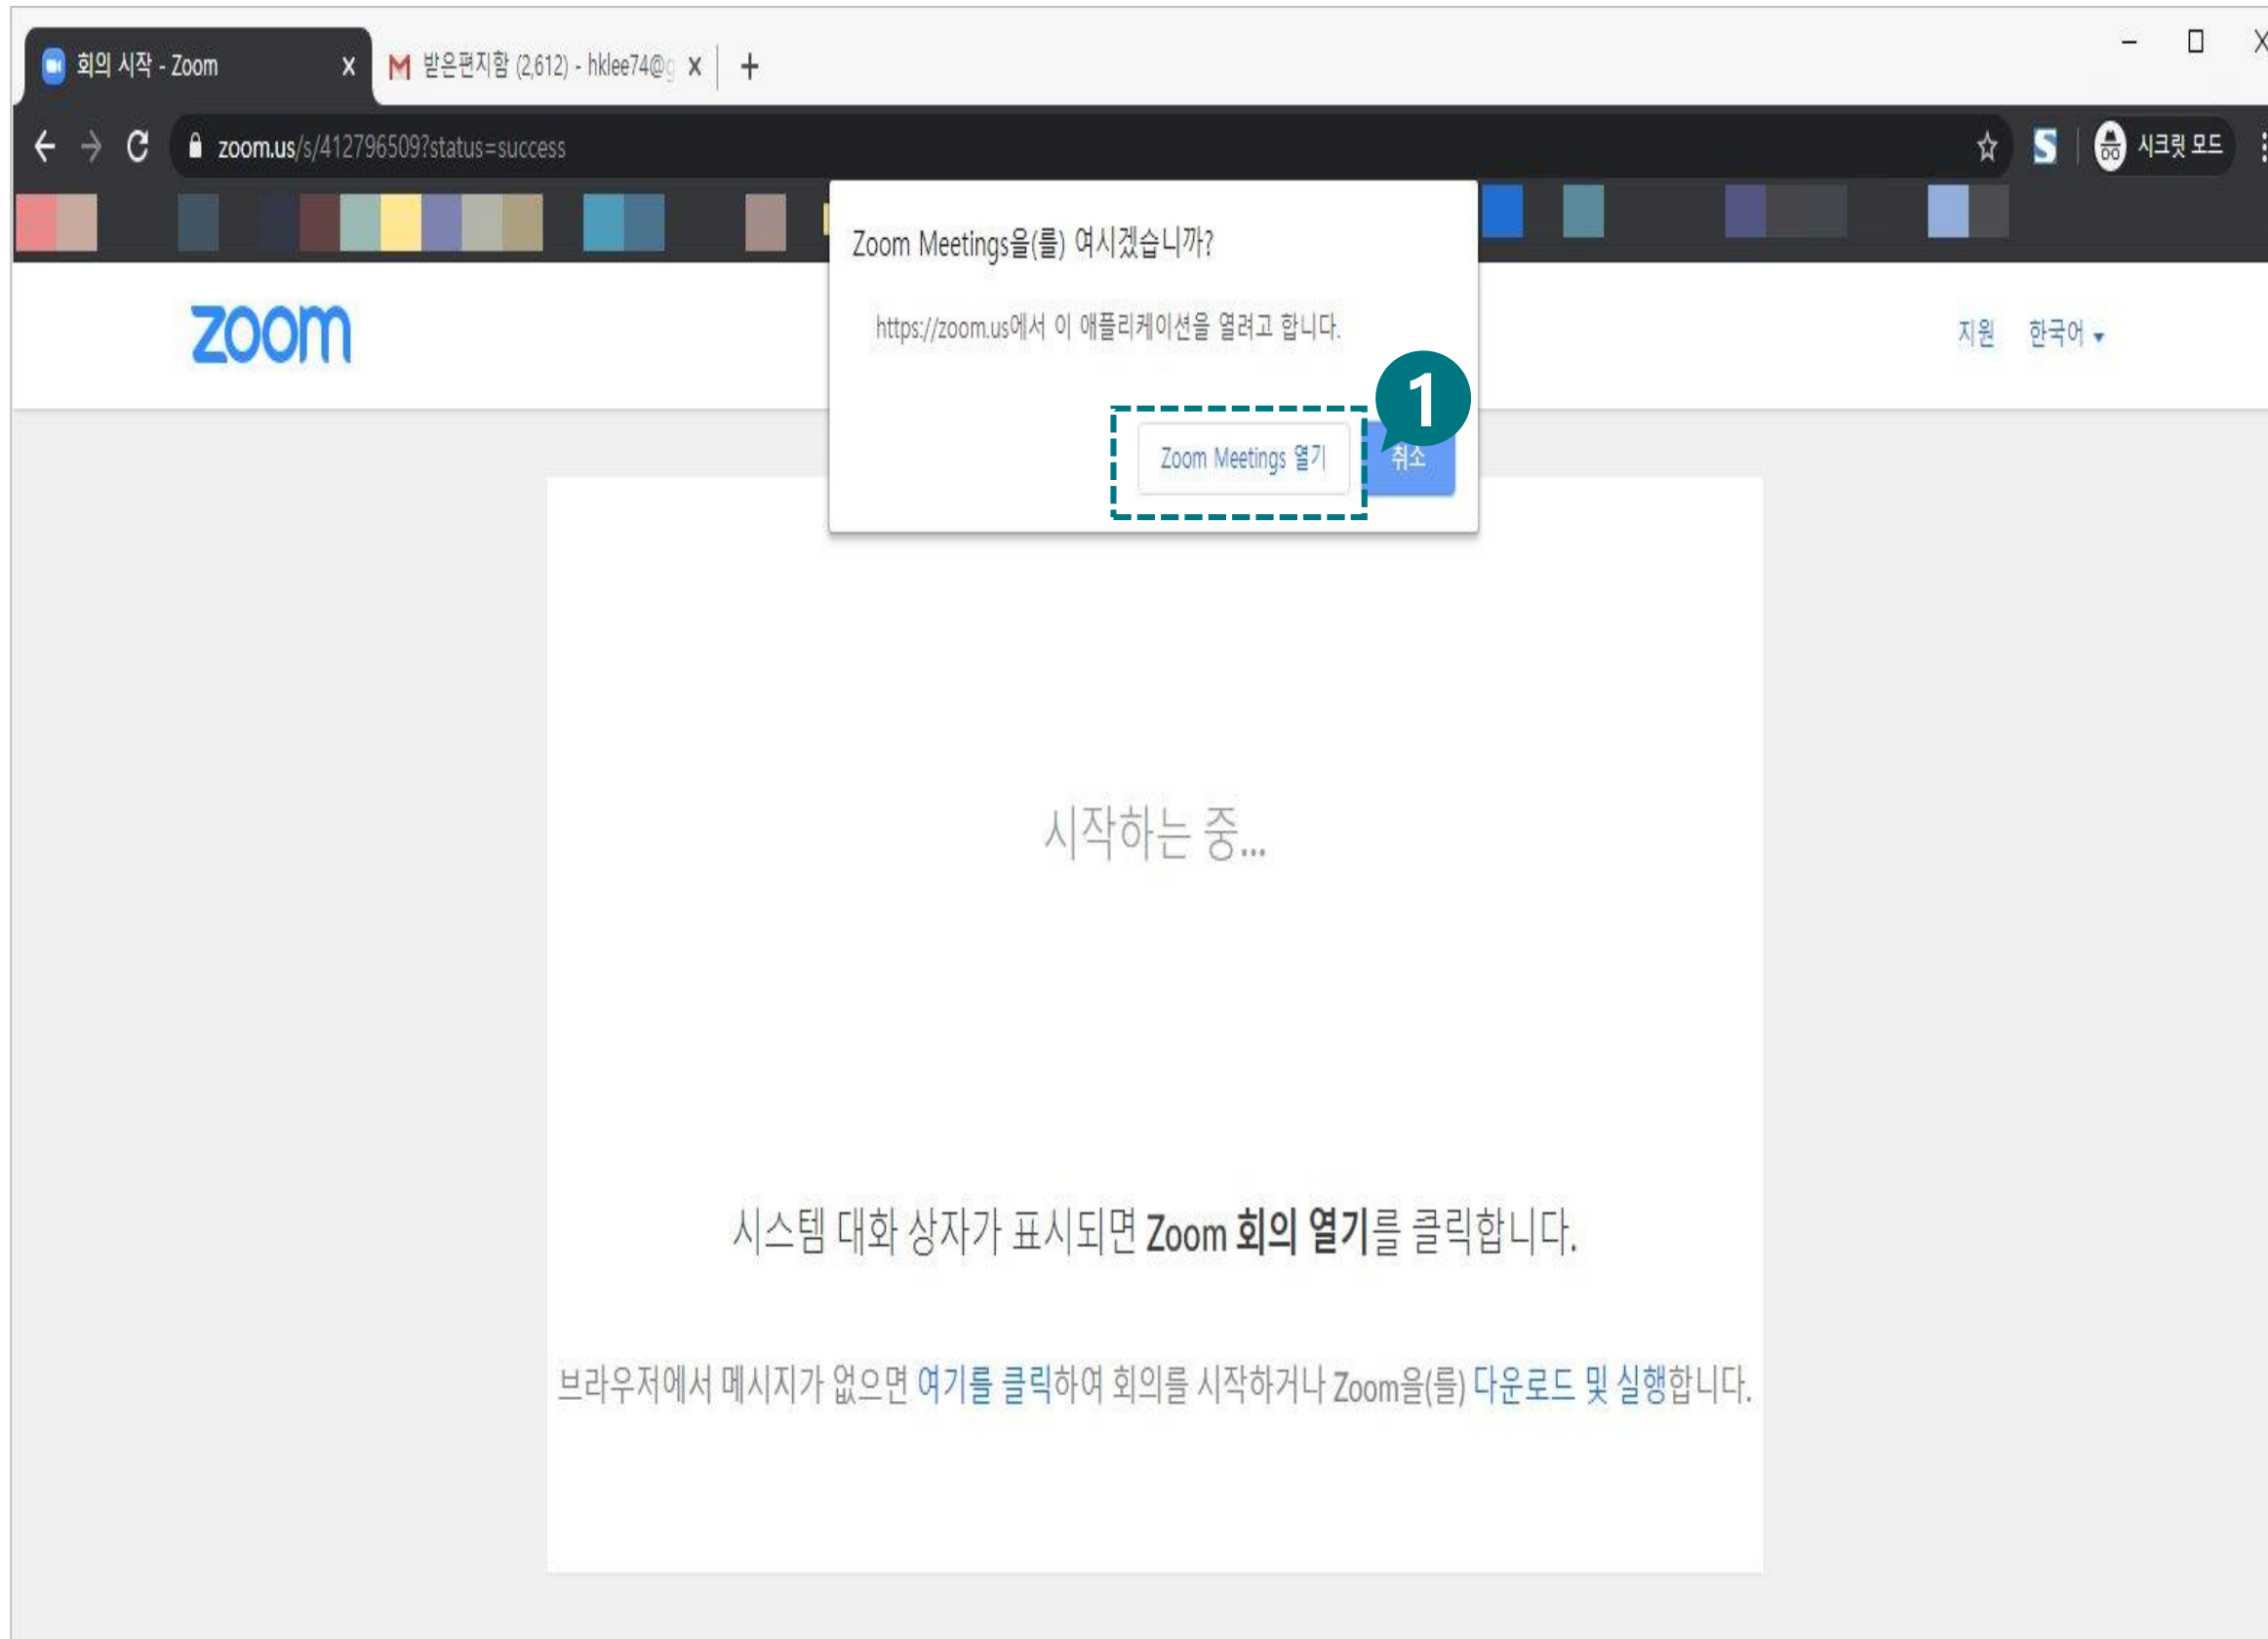 회의 시작 - Zoom
받은편지함 (2,612) - hklee74@g
zoom.us/s/412796509?status=success
시크릿 모드
Zoom Meetings을(를) 여시겠습니까?
https://zoom.us에서 이 애플리케이션을 열려고 합니다.
1
Zoom Meetings 열기
취소
zoom
지원
한국어
시작하는 중...
시스템 대화 상자가 표시되면 Zoom 회의 열기를 클릭합니다.
브라우저에서 메시지가 없으면 여기를 클릭하여 회의를 시작하거나 Zoom을(를) 다운로드 및 실행합니다.